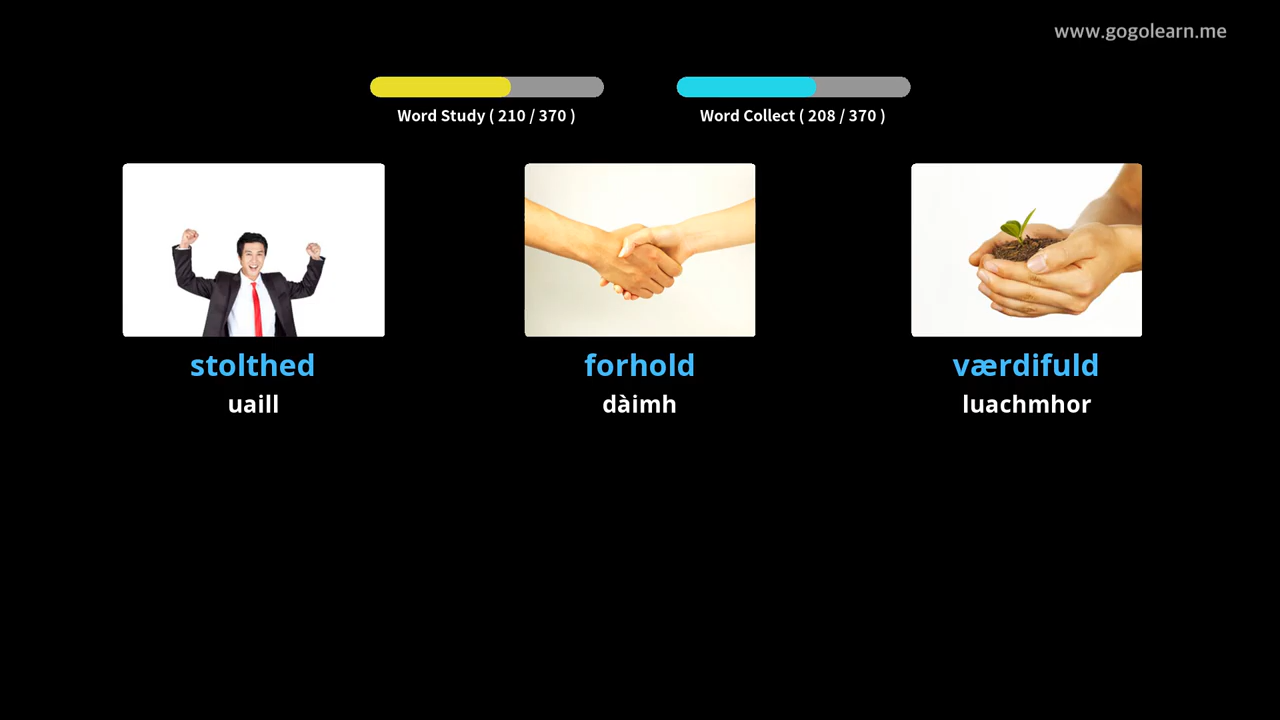 www.gogolearn.me
Word Study ( 210 / 370 )
Word Collect ( 208 / 370 )
stolthed
forhold
værdifuld
uaill
dàimh
luachmhor